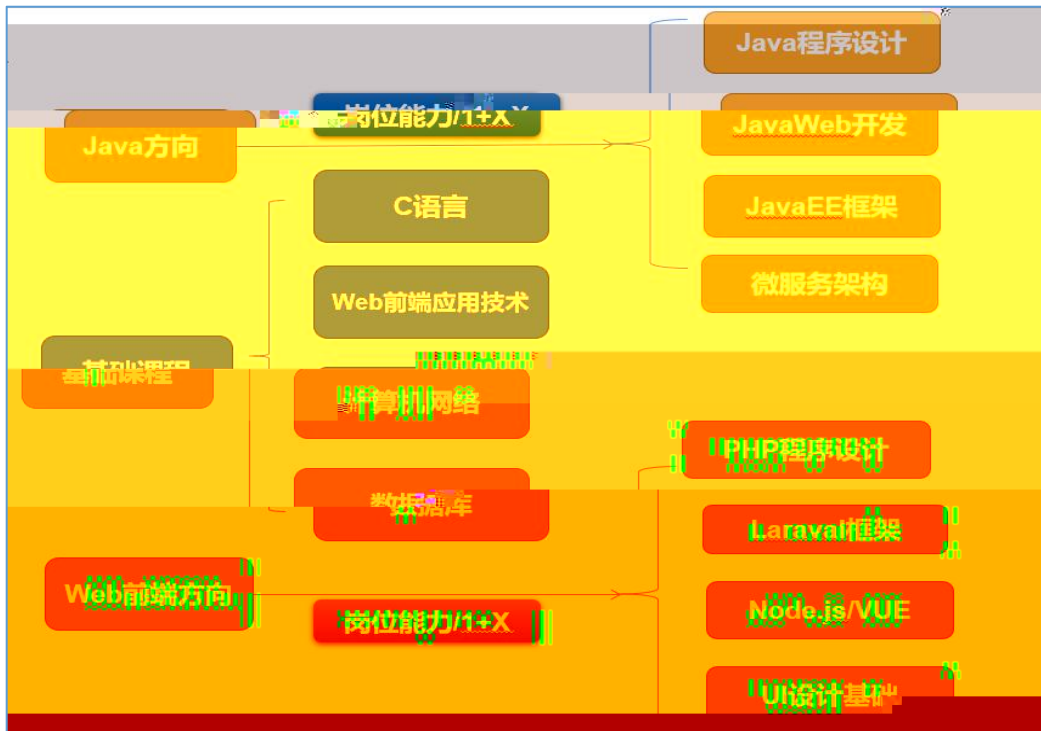 Java程序设计
岗位能力/1+X
Java方向
JavaWeb开发
C语言
JavaEE框架
微服务架构
Web前端应用技术
基础课程
计算机网络
PHP程序设计
数据库
Laraval框架
Web前端方向
Node.js/VUE
岗位能力/1+X
UI设计基础